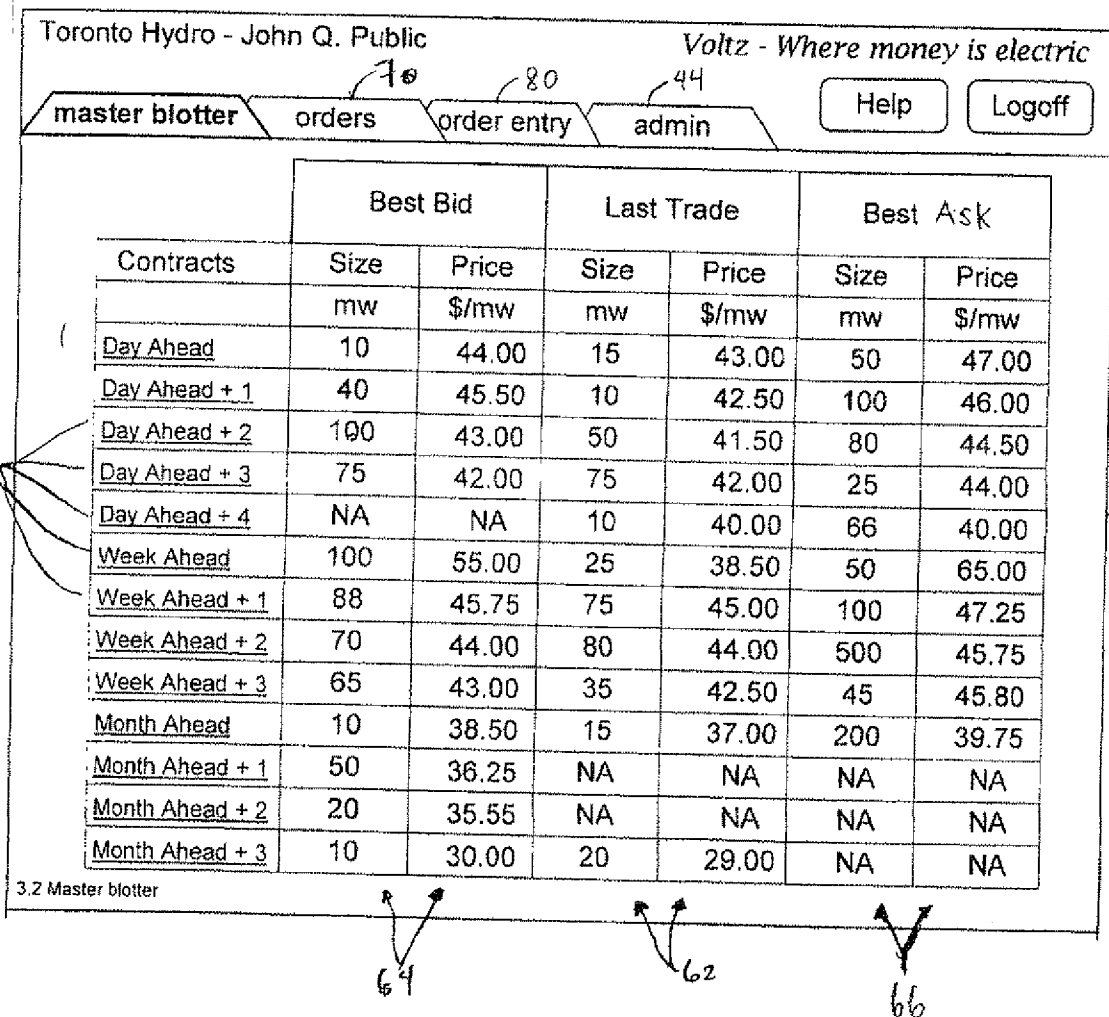 Toronto Hydro - John Q. Public Voltz - Where money is electric
70 80 44
master blotter orders order entry admin Help Logoff
Best Bid Last Trade Best Ask
Contracts Size Price Size Price Size Price
mw $/mw mw $/mw mw $/mw
Day Ahead 10 44.00 15 43.00 50 47.00
Day Ahead + 1 40 45.50 10 42.50 100 46.00
Day Ahead + 2 100 43.00 50 41.50 80 44.50
Day Ahead + 3 75 42.00 75 42.00 25 44.00
Day Ahead + 4 NA NA 10 40.00 66 40.00
Week Ahead 100 55.00 25 38.50 50 65.00
Week Ahead + 1 88 45.75 75 45.00 100 47.25
Week Ahead + 2 70 44.00 80 44.00 500 45.75
Week Ahead + 3 65 43.00 35 42.50 45 45.80
Month Ahead 10 38.50 15 37.00 200 39.75
Month Ahead + 1 50 36.25 NA NA NA NA
Month Ahead + 2 20 35.55 NA NA NA NA
Month Ahead + 3 10 30.00 20 29.00 NA NA
3.2 Master blotter
64 62 66